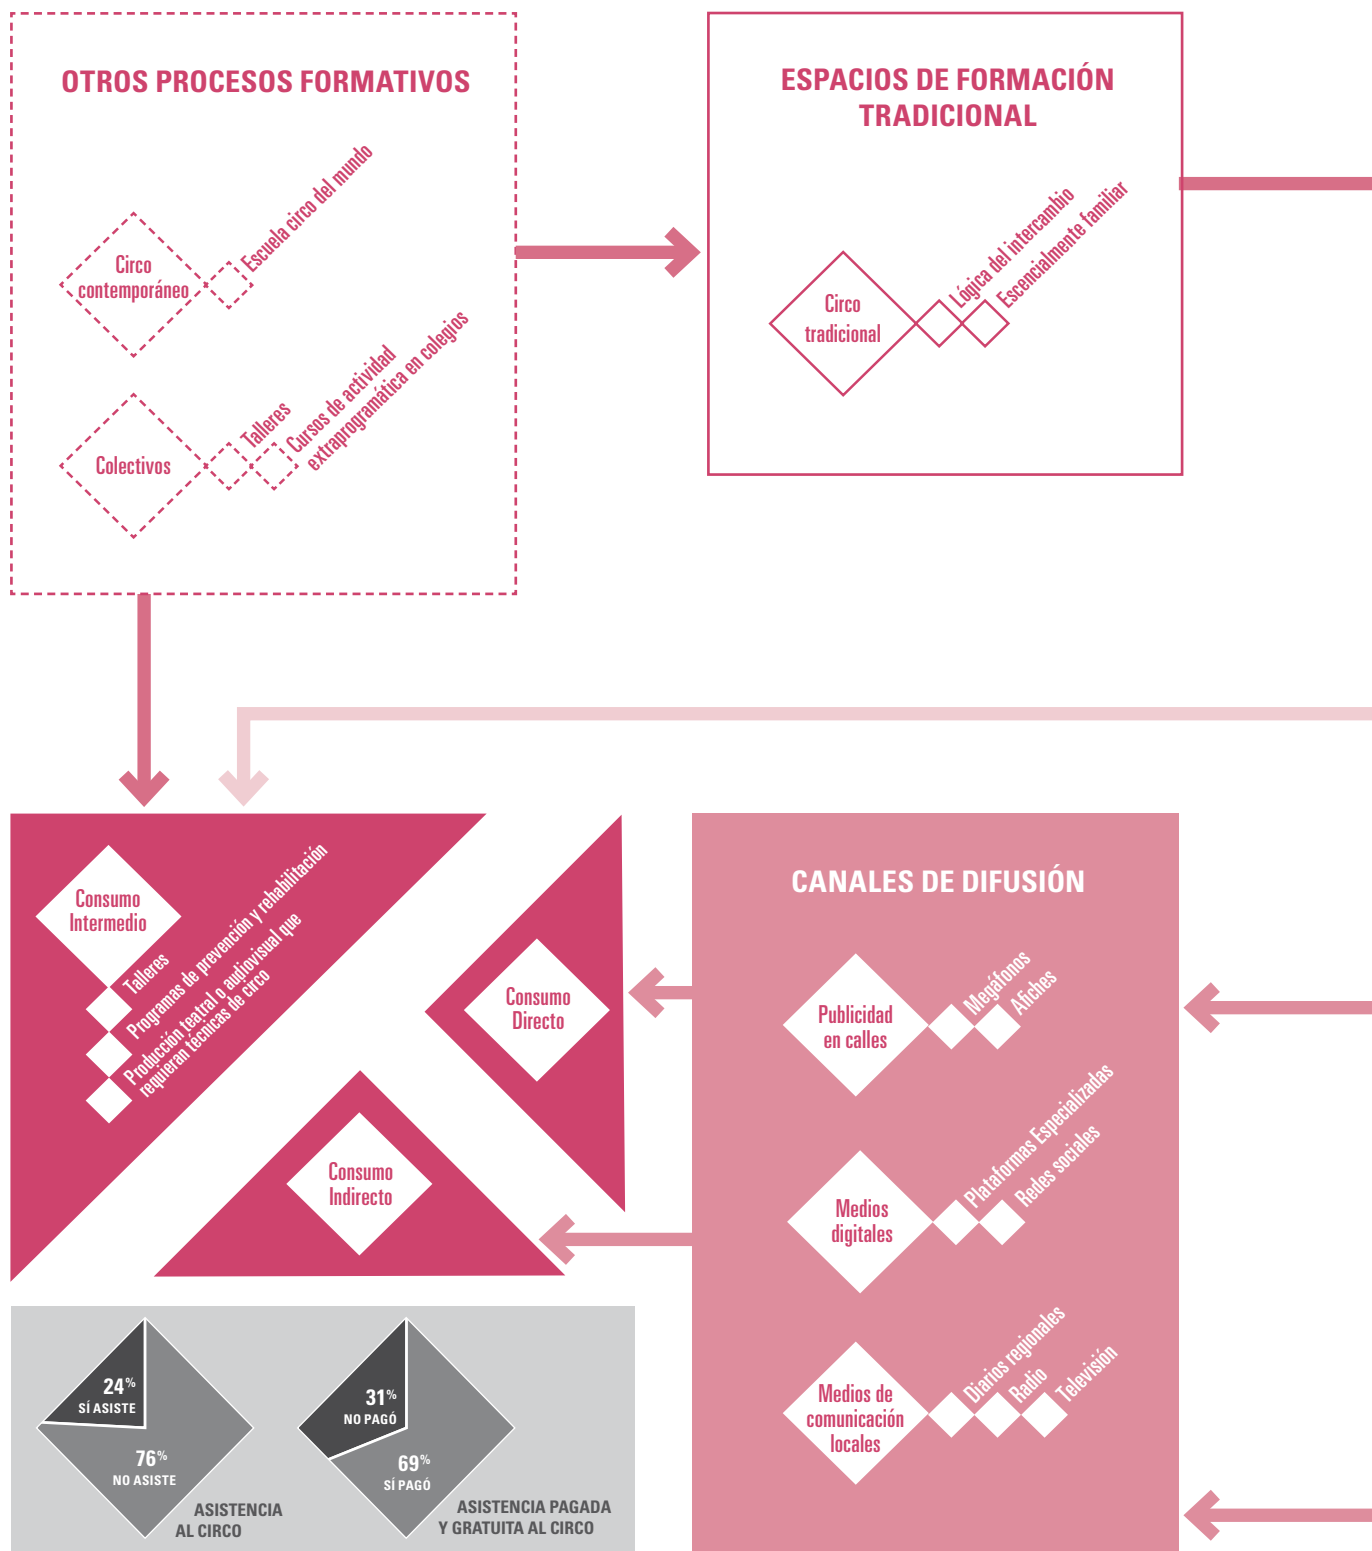 OTROS PROCESOS FORMATIVOS
Circo
contemporáneo
Escuela circo del mundo
Colectivos
Talleres
Cursos de actividad
extraprogramática en colegios
ESPACIOS DE FORMACIÓN
TRADICIONAL
Circo
tradicional
Lógica del intercambio
Escencialmente familiar
Consumo
Intermedio
Talleres
Programas de prevención y rehabilitación
Producción teatral o audiovisual que
requieran técnicas de circo
Consumo
Directo
Consumo
Indirecto
CANALES DE DIFUSIÓN
Publicidad
en calles
Megáfonos
Afiches
Medios
digitales
Plataformas Especializadas
Redes sociales
Medios de
comunicación
locales
Diarios regionales
Radio
Televisión
24%
SÍ ASISTE
76%
NO ASISTE
ASISTENCIA
AL CIRCO
31%
NO PAGÓ
69%
SÍ PAGÓ
ASISTENCIA PAGADA
Y GRATUITA AL CIRCO